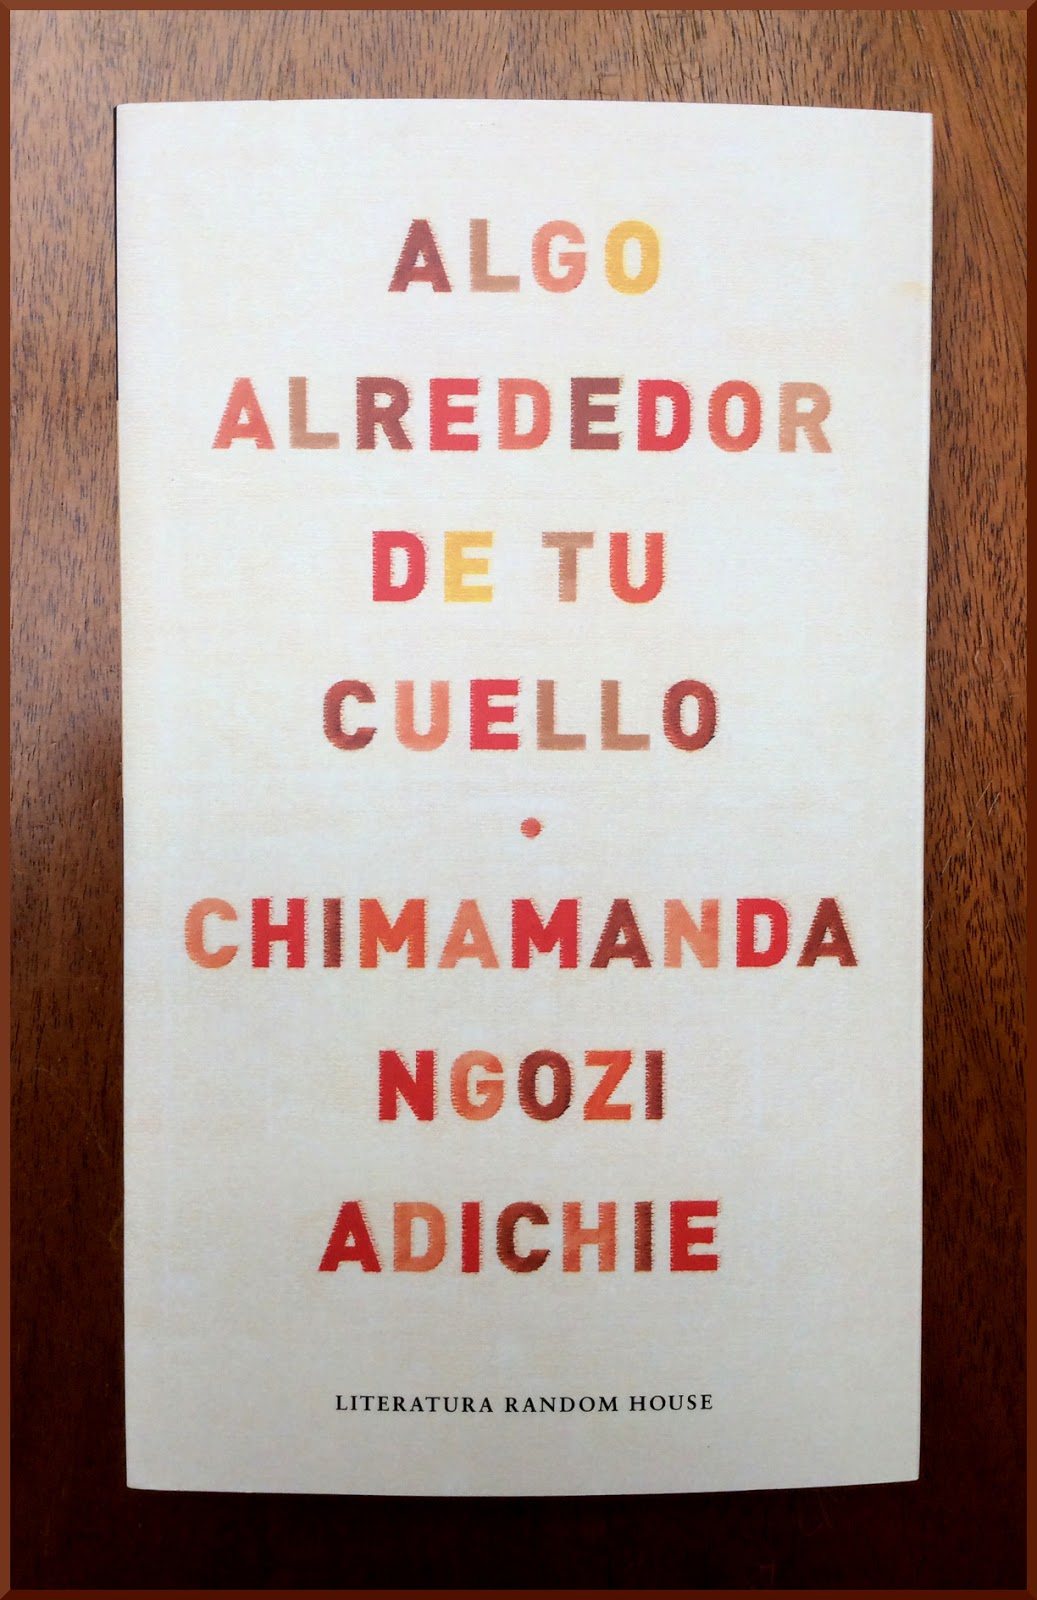 ALGO
ALREDEDOR
DE TU
CUELLO
•
CHIMAMANDA
NGOZI
ADICHIE
LITERATURA RANDOM HOUSE